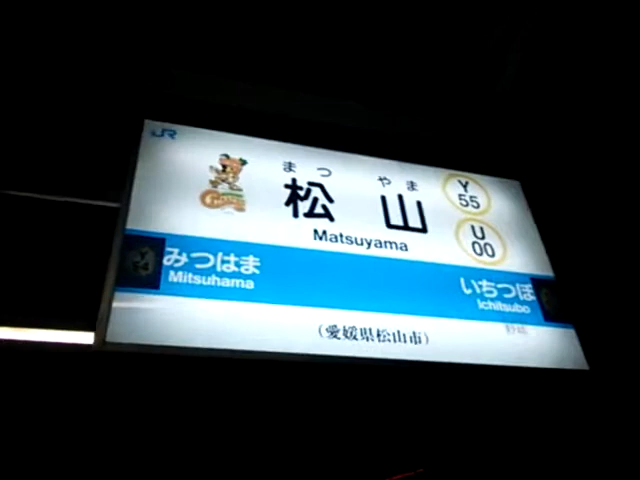 JR
まつ やま
松山
Matsuyama
Y
55
U
00
みつはま
Mitsuhama
いちつぼ
Ichitsubo
(愛媛県松山市)